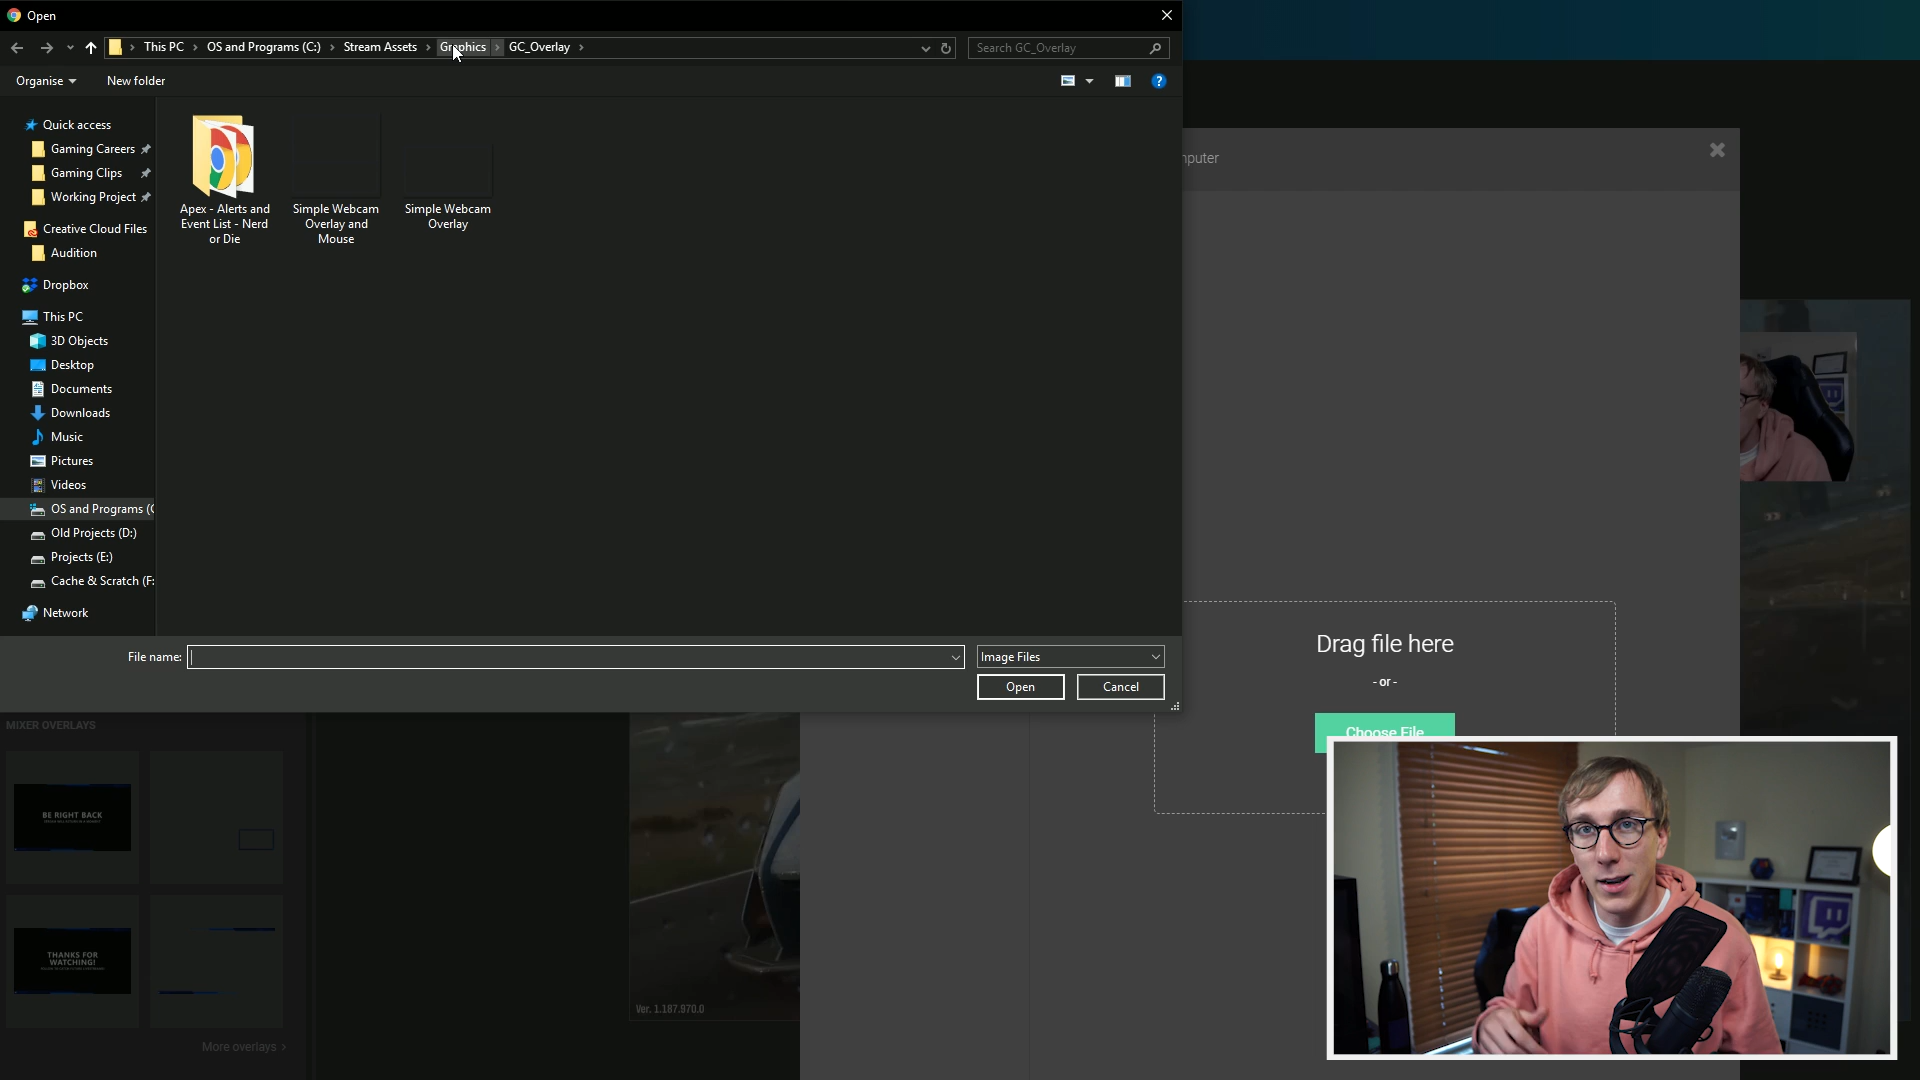 Open
This PC
OS and Programs (C:)
Stream Assets
Graphics
GC_Overlay
Search GC_Overlay
Organise
New folder
Quick access
Gaming Careers
Gaming Clips
Working Project
Creative Cloud Files
Audition
Dropbox
This PC
3D Objects
Desktop
Documents
Downloads
Music
Pictures
Videos
OS and Programs (C
Old Projects (D:)
Projects (E:)
Cache & Scratch (F:
Network
Apex - Alerts and
Event List - Nerd
or Die
Simple Webcam
Overlay and
Mouse
Simple Webcam
Overlay
File name:
Image Files
Open
Cancel
mputer
Drag file here
- or -
Choose File
MIXER OVERLAYS
BE RIGHT BACK
THANKS FOR
WATCHING!
More overlays >
Ver. 1.187.970.0